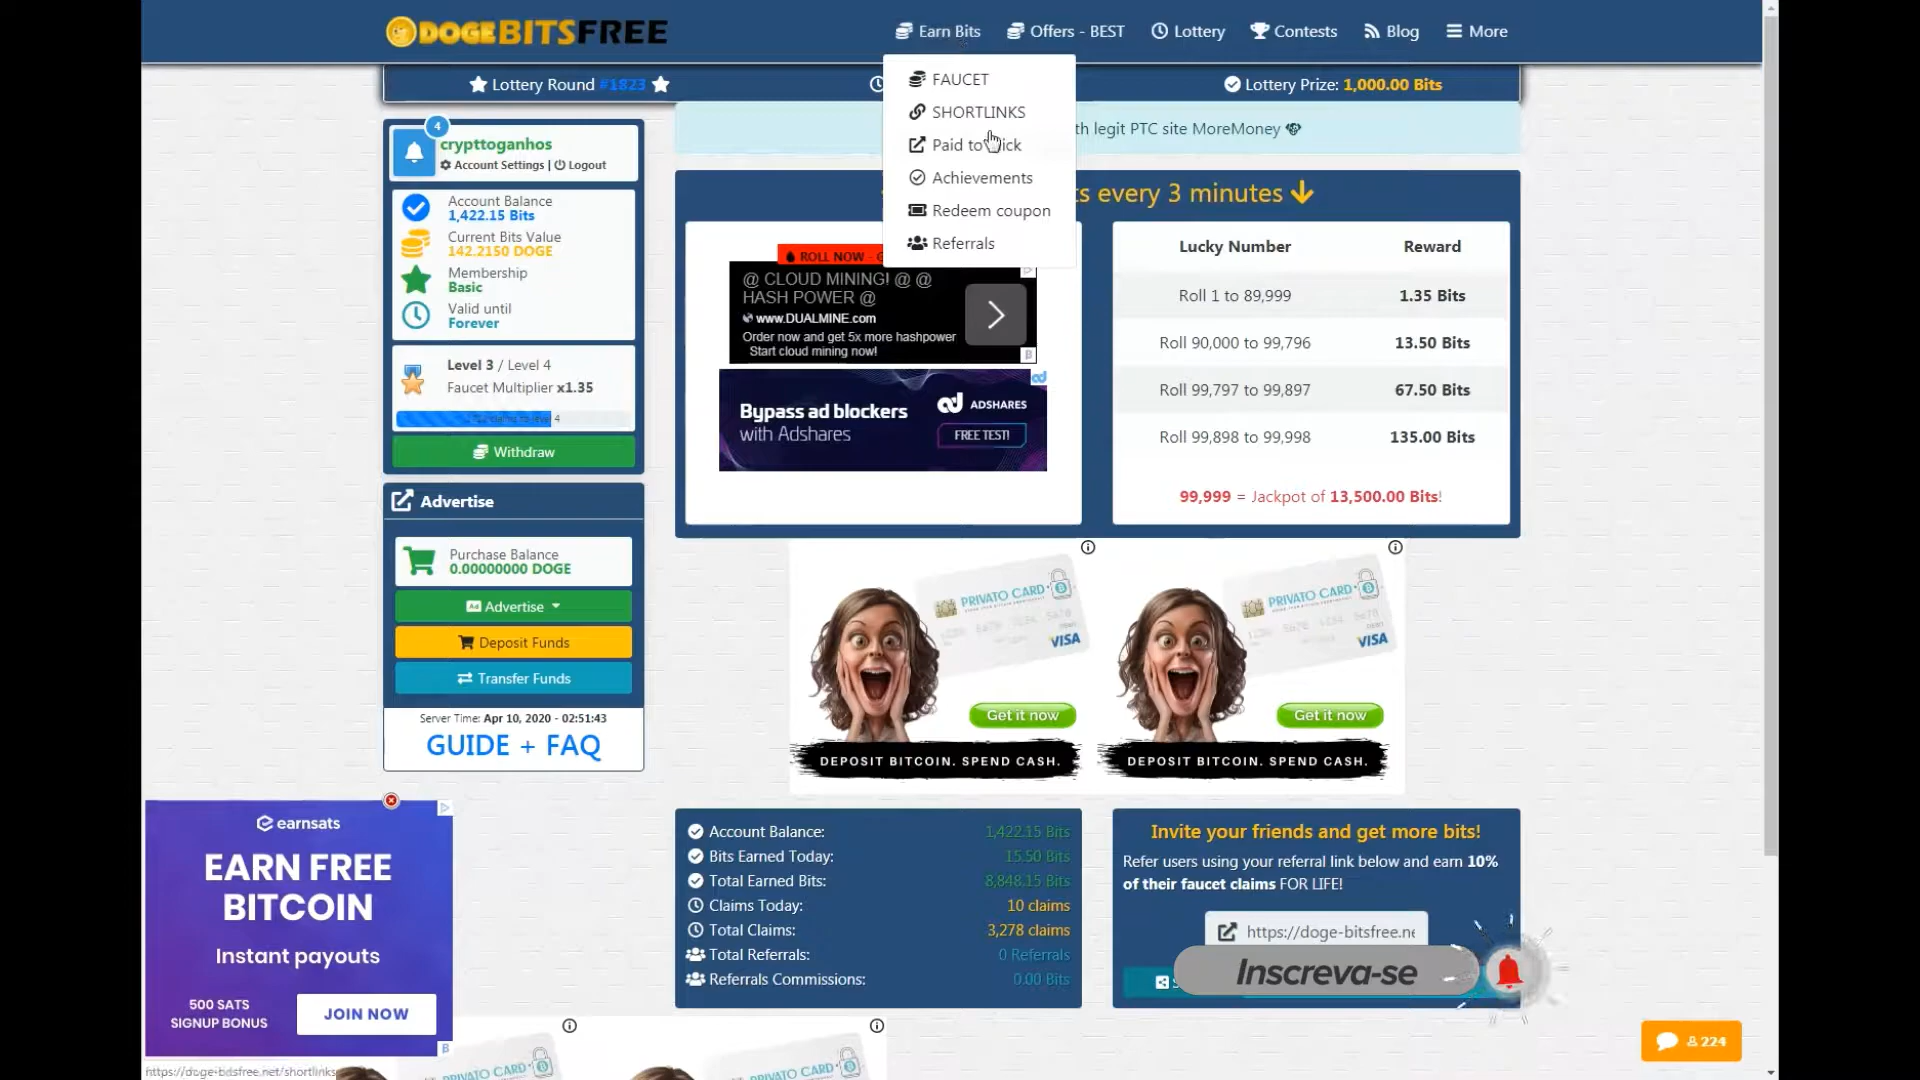 DOGEBITSFREE
Earn Bits
Offers - BEST
Lottery
Contests
Blog
More
Lottery Round #1823
Lottery Prize: 1,000.00 Bits
FAUCET
SHORTLINKS
Paid to
Achievements
Redeem coupon
Referrals
legit PTC site MoreMoney
4
crypttoganhos
Account Settings | Logout
Account Balance
1,422.15 Bits
Current Bits Value
142.2150 DOGE
Membership
Basic
Valid until
Forever
Level 3 / Level 4
Faucet Multiplier x1.35
Withdraw
Advertise
Purchase Balance
0.00000000 DOGE
Advertise
Deposit Funds
Transfer Funds
Server Time: Apr 10, 2020 - 02:51:43
GUIDE + FAQ
every 3 minutes
ROLL NOW -
@ CLOUD MINING! @ @
HASH POWER @
www.DUALMINE.com
Order now and get 5x more hashpower
Start cloud mining now!
Bypass ad blockers
with Adshares
ADSHARES
FREE TEST!
Lucky Number Reward
Roll 1 to 89,999 1.35 Bits
Roll 90,000 to 99,796 13.50 Bits
Roll 99,797 to 99,897 67.50 Bits
Roll 99,898 to 99,998 135.00 Bits
99,999 = Jackpot of 13,500.00 Bits!
PRIVATO CARD
VISA
Get it now
DEPOSIT BITCOIN. SPEND CASH.
PRIVATO CARD
VISA
Get it now
DEPOSIT BITCOIN. SPEND CASH.
Account Balance: 1,422.15 Bits
Bits Earned Today: 15.50 Bits
Total Earned Bits: 8,848.15 Bits
Claims Today: 10 claims
Total Claims: 3,278 claims
Total Referrals: 0 Referrals
Referrals Commissions: 0.00 Bits
Invite your friends and get more bits!
Refer users using your referral link below and earn 10%
of their faucet claims FOR LIFE!
https://doge-bitsfree.ne
Inscreva-se
earnsats
EARN FREE
BITCOIN
Instant payouts
500 SATS
SIGNUP BONUS
JOIN NOW
PRIVATO CARD
PRIVATO CARD
224
https://doge-bitsfree.net/shortlinks